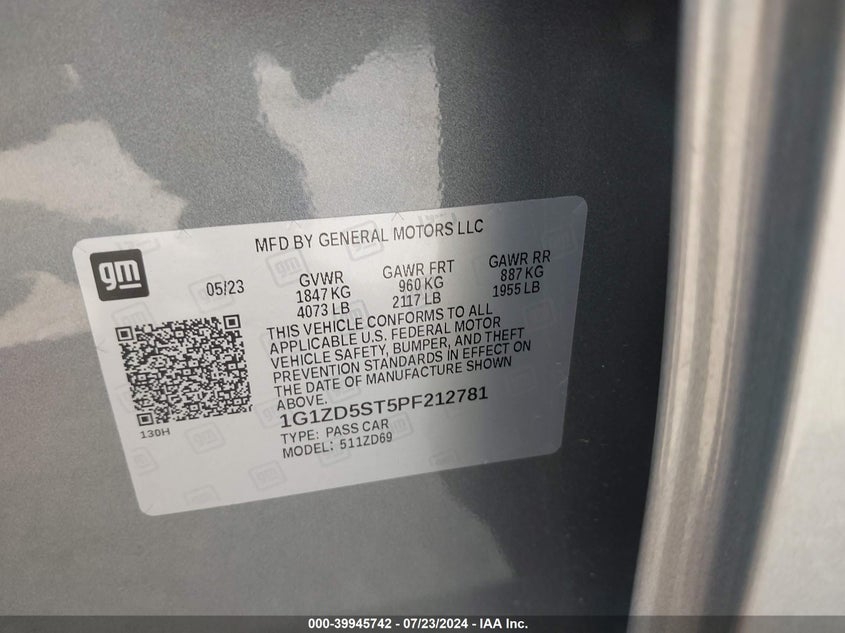 MFD BY GENERAL MOTORS LLC
gm
05/23
GVWR GAWR FRT GAWR RR
1847 KG 960 KG 887 KG
4073 LB 2117 LB 1955 LB
THIS VEHICLE CONFORMS TO ALL
APPLICABLE U.S. FEDERAL MOTOR
VEHICLE SAFETY, BUMPER, AND THEFT
PREVENTION STANDARDS IN EFFECT ON
THE DATE OF MANUFACTURE SHOWN
ABOVE.
1G1ZD5ST5PF212781
130H
TYPE: PASS CAR
MODEL: 511ZD69
000-39945742 / 07/23/2024 - IAA Inc.